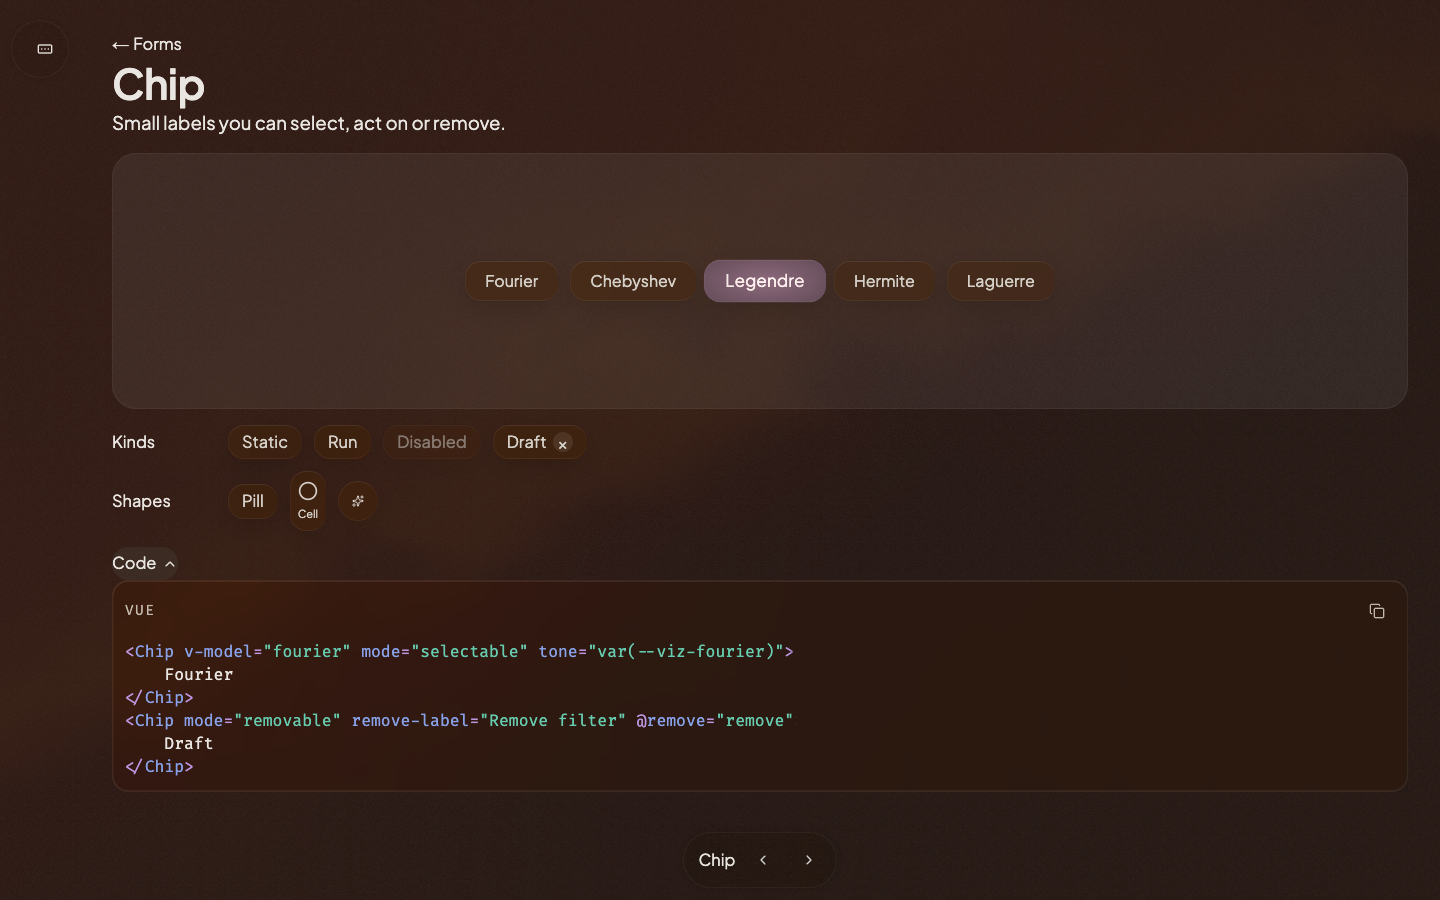 ← Forms
Chip
Small labels you can select, act on or remove.
Fourier Chebyshev Legendre Hermite Laguerre
Kinds Static Run Disabled Draft ×
Shapes Pill Cell
Code
VUE
<Chip v-model="fourier" mode="selectable" tone="var(--viz-fourier)">
    Fourier
</Chip>
<Chip mode="removable" remove-label="Remove filter" @remove="remove"
    Draft
</Chip>
Chip